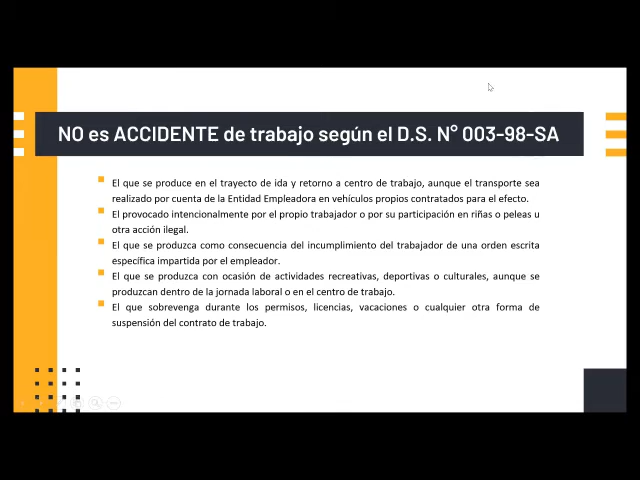 NO es ACCIDENTE de trabajo según el D.S. N° 003-98-SA
El que se produce en el trayecto de ida y retorno a centro de trabajo, aunque el transporte sea
realizado por cuenta de la Entidad Empleadora en vehículos propios contratados para el efecto.
El provocado intencionalmente por el propio trabajador o por su participación en riñas o peleas u
otra acción ilegal.
El que se produzca como consecuencia del incumplimiento del trabajador de una orden escrita
específica impartida por el empleador.
El que se produzca con ocasión de actividades recreativas, deportivas o culturales, aunque se
produzcan dentro de la jornada laboral o en el centro de trabajo.
El que sobrevenga durante los permisos, licencias, vacaciones o cualquier otra forma de
suspensión del contrato de trabajo.